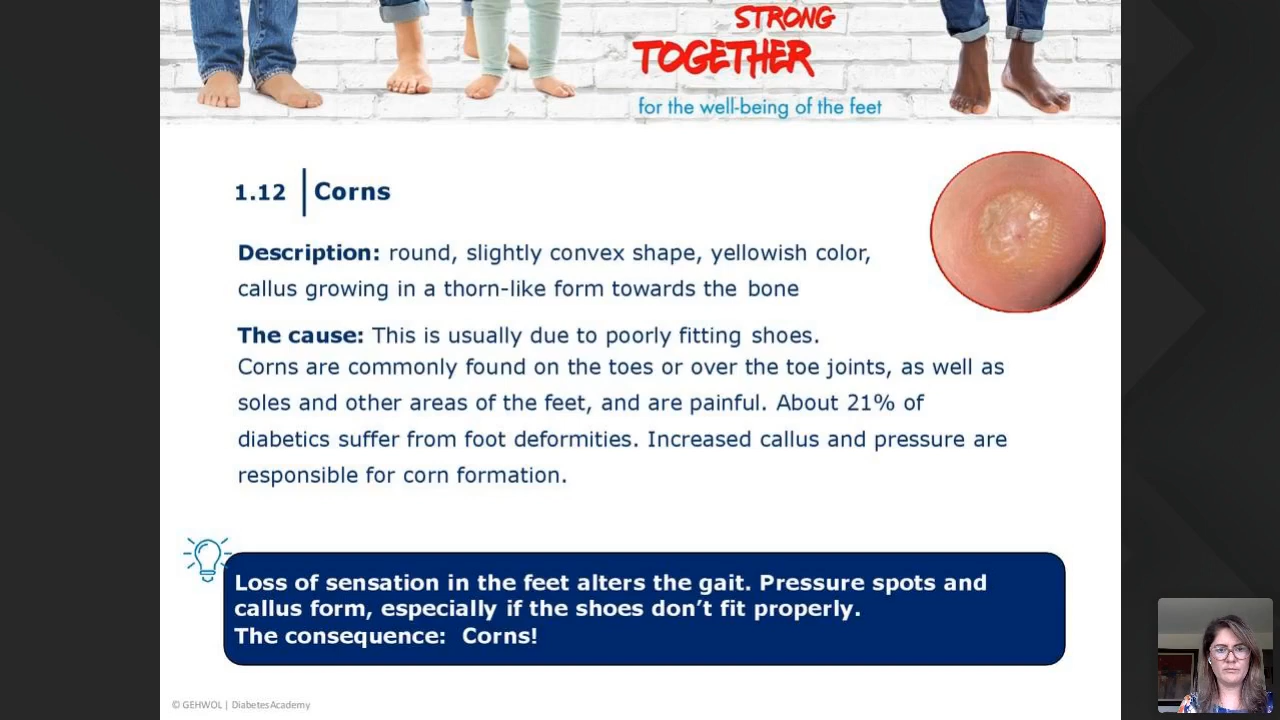 STRONG
TOGETHER
for the well-being of the feet
1.12 Corns
Description: round, slightly convex shape, yellowish color,
callus growing in a thorn-like form towards the bone
The cause: This is usually due to poorly fitting shoes.
Corns are commonly found on the toes or over the toe joints, as well as
soles and other areas of the feet, and are painful. About 21% of
diabetics suffer from foot deformities. Increased callus and pressure are
responsible for corn formation.
Loss of sensation in the feet alters the gait. Pressure spots and
callus form, especially if the shoes don’t fit properly.
The consequence: Corns!
© GEHWOL | DiabetesAcademy